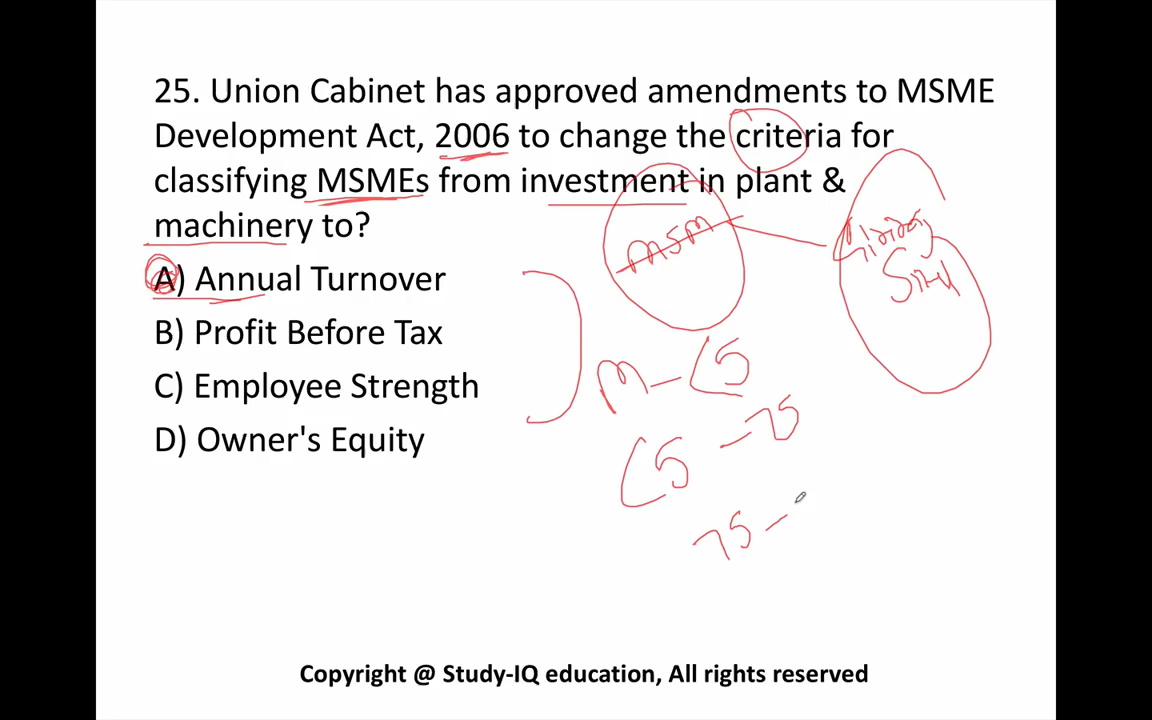 25. Union Cabinet has approved amendments to MSME
Development Act, 2006 to change the criteria for
classifying MSMEs from investment in plant &
machinery to?
MSM
A) Annual Turnover
B) Profit Before Tax
M - <5
C) Employee Strength
D) Owner's Equity
5 - 75
75 -
Copyright @ Study-IQ education, All rights reserved